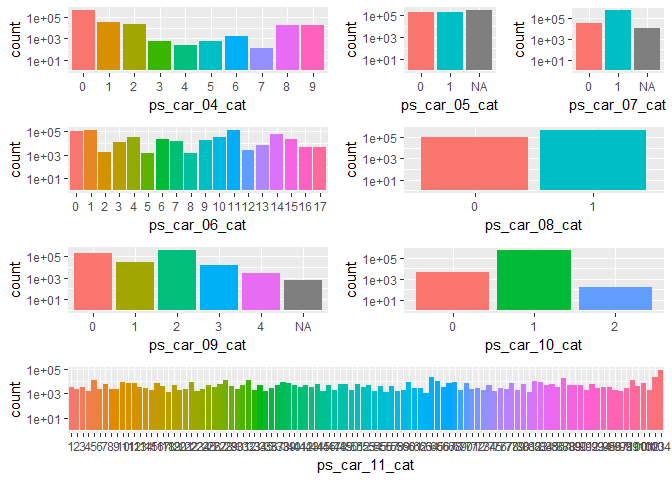 count
1e+05
1e+03
1e+01
0 1 2 3 4 5 6 7 8 9
ps_car_04_cat
count
1e+05
1e+03
1e+01
0 1 NA
ps_car_05_cat
count
1e+05
1e+03
1e+01
0 1 NA
ps_car_07_cat
count
1e+05
1e+03
1e+01
0 1 2 3 4 5 6 7 8 9 10 11 12 13 14 15 16 17
ps_car_06_cat
count
1e+05
1e+03
1e+01
0 1
ps_car_08_cat
count
1e+05
1e+03
1e+01
0 1 2 3 4 NA
ps_car_09_cat
count
1e+05
1e+03
1e+01
0 1 2
ps_car_10_cat
count
1e+05
1e+03
1e+01
ps_car_11_cat